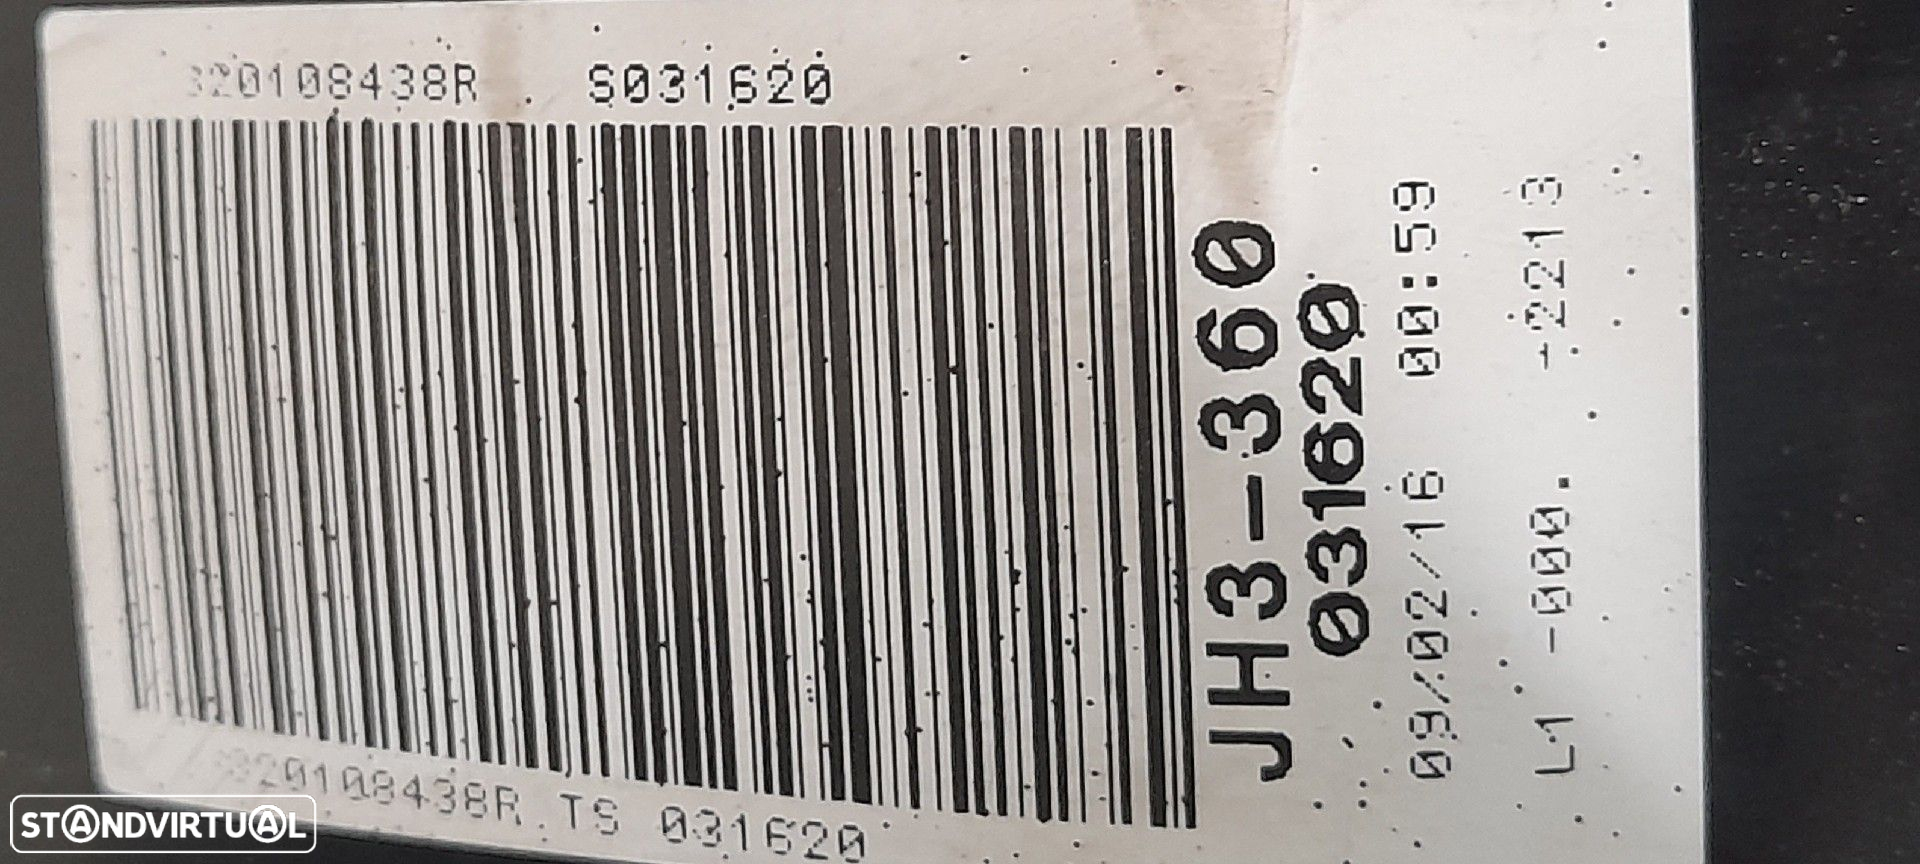 320108438R S031620
320108438R TS 031620
JH3-360
031620
09/02/16 00:59
L1 -000. -2213
STANDVIRTUAL